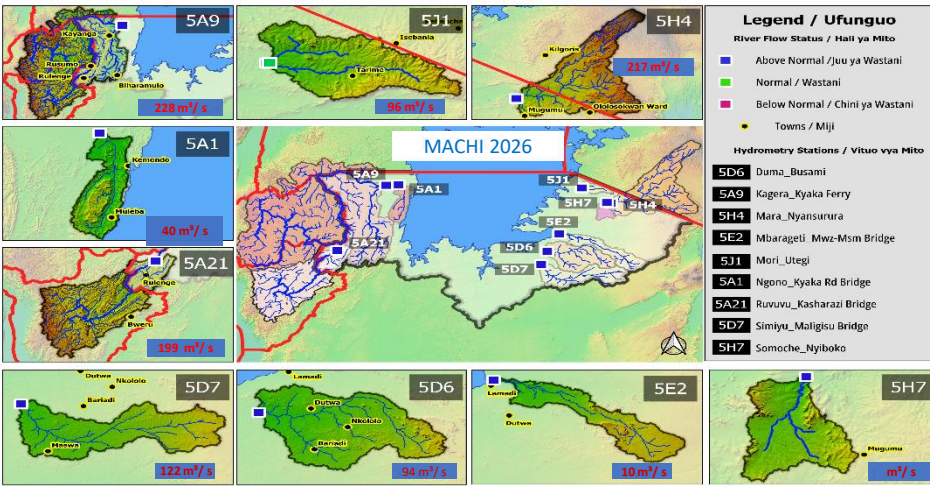 5A9
Kayanga
Rusumo
Rulenge
Biharamulo
228 m³/ s
5J1
Isebania
Tarime
96 m³/ s
5H4
Kilgoris
217 m³/ s
Mugumu
Ololosokwan Ward
Legend / Ufunguo
River Flow Status / Hali ya Mito
Above Normal /Juu ya Wastani
Normal / Wastani
Below Normal / Chini ya Wastani
Towns / Miji
Hydrometry Stations / Vituo vya Mito
5D6 Duma_Busami
5A9 Kagera_Kyaka Ferry
5H4 Mara_Nyansurura
5E2 Mbarageti_Mwz-Msm Bridge
5J1 Mori_Utegi
5A1 Ngono_Kyaka Rd Bridge
5A21 Ruvuvu_Kasharazi Bridge
5D7 Simiyu_Maligisu Bridge
5H7 Somoche_Nyiboko
5A1
Kemondo
Muleba
40 m³/ s
MACHI 2026
5A9
5A1
5J1
5H7
5H4
5E2
5A21
5D6
5D7
5A21
Rulenge
Bweru
199 m³/ s
5D7
Dutwa
Nkololo
Bariadi
Maswa
122 m³/ s
5D6
Lamadi
Dutwa
Nkololo
Bariadi
94 m³/ s
5E2
Lamadi
Dutwa
10 m³/ s
5H7
Mugumu
m³/ s